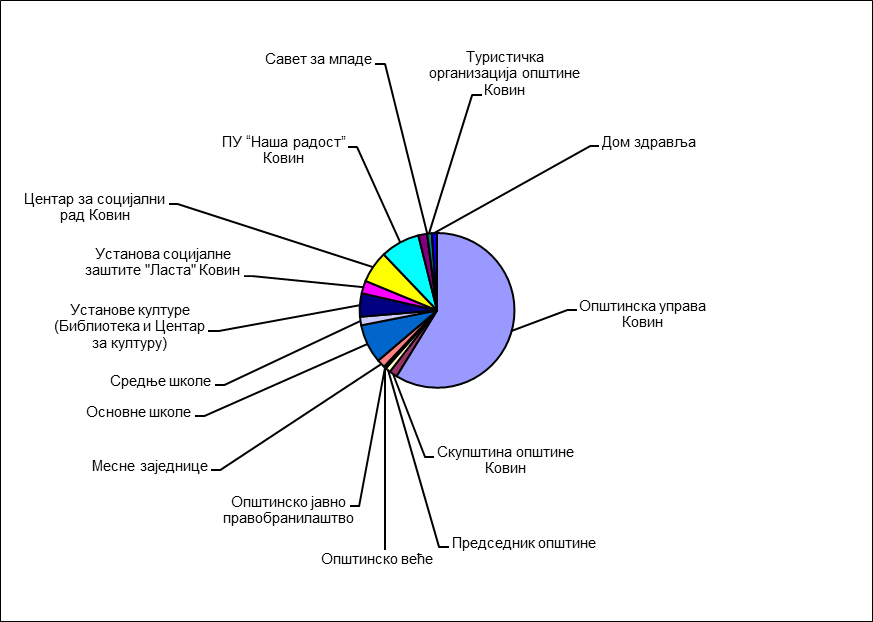 Савет за младе
Туристичка
организација општине
Ковин
ПУ “Наша радост”
Ковин
Дом здравља
Центар за социјални
рад Ковин
Установа социјалне
заштите "Ласта" Ковин
Установе културе
(Библиотека и Центар
за културу)
Општинска управа
Ковин
Средње школе
Основне школе
Месне заједнице
Скупштина општине
Ковин
Општинско јавно
правобранилаштво
Општинско веће
Председник општине